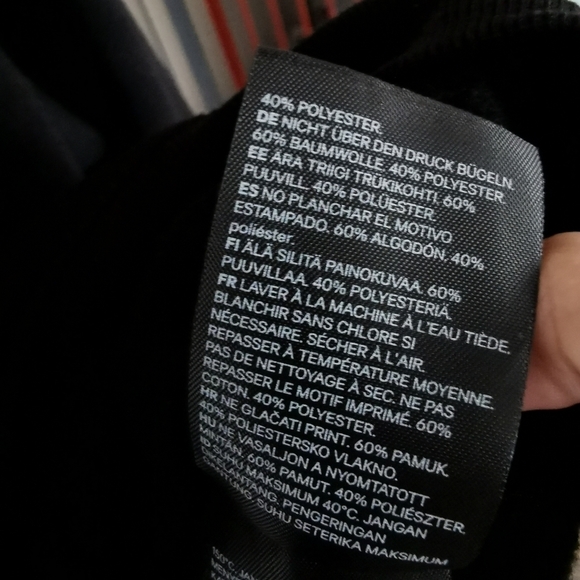 40% POLYESTER.
DE NICHT ÜBER DEN DRUCK BÜGELN.
60% BAUMWOLLE. 40% POLYESTER.
EE ÄRA TRIIGI TRÜKIKOHTI. 60%
PUUVILL. 40% POLÜESTER.
ES NO PLANCHAR EL MOTIVO
ESTAMPADO. 60% ALGODÓN. 40%
poliéster.
FI ÄLÄ SILITÄ PAINOKUVAA. 60%
PUUVILLAA. 40% POLYESTERIÄ.
FR LAVER À LA MACHINE À L'EAU TIÈDE.
BLANCHIR SANS CHLORE SI
NÉCESSAIRE. SÉCHER À L'AIR.
REPASSER À TEMPÉRATURE MOYENNE.
PAS DE NETTOYAGE À SEC. NE PAS
REPASSER LE MOTIF IMPRIMÉ. 60%
COTON. 40% POLYESTER.
HR NE GLAČATI PRINT. 60% PAMUK.
40% POLIESTERSKO VLAKNO.
HU NE VASALJON A NYOMTATOTT
MINTÁN. 60% PAMUT. 40% POLIÉSZTER.
ID SUHU MAKSIMUM 40°C. JANGAN
PENGERINGAN
SUHU SETERIKA MAKSIMUM